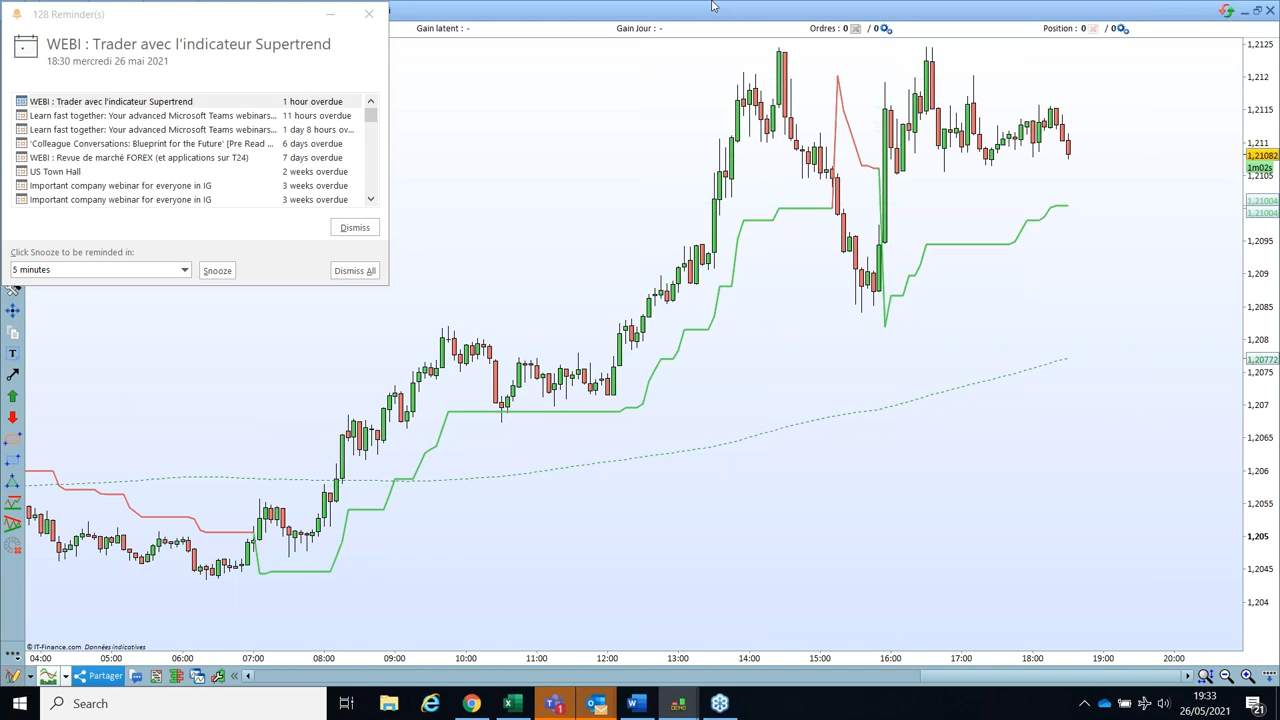 128 Reminder(s)
WEBI : Trader avec l'indicateur Supertrend
18:30 mercredi 26 mai 2021
WEBI : Trader avec l'indicateur Supertrend 1 hour overdue
Learn fast together: Your advanced Microsoft Teams webinars... 11 hours overdue
Learn fast together: Your advanced Microsoft Teams webinars... 1 day 8 hours ov...
'Colleague Conversations: Blueprint for the Future' [Pre Read ... 6 days overdue
WEBI : Revue de marché FOREX (et applications sur T24) 7 days overdue
US Town Hall 2 weeks overdue
Important company webinar for everyone in IG 3 weeks overdue
Important company webinar for everyone in IG 3 weeks overdue
Dismiss
Click Snooze to be reminded in:
5 minutes
Snooze
Dismiss All
Gain latent : -
Gain Jour : -
Ordres : 0 / 0
Position : 0 / 0
1,2125
1,212
1,2115
1,211
1,21082
1m02s
1,2105
1,21004
1,21004
1,2095
1,209
1,2085
1,208
1,20772
1,2075
1,207
1,2065
1,206
1,2055
1,205
1,2045
1,204
T
© IT-Finance.com Données indicatives
04:00 05:00 06:00 07:00 08:00 09:00 10:00 11:00 12:00 13:00 14:00 15:00 16:00 17:00 18:00 19:00 20:00
Partager
Search
19:33
26/05/2021
21